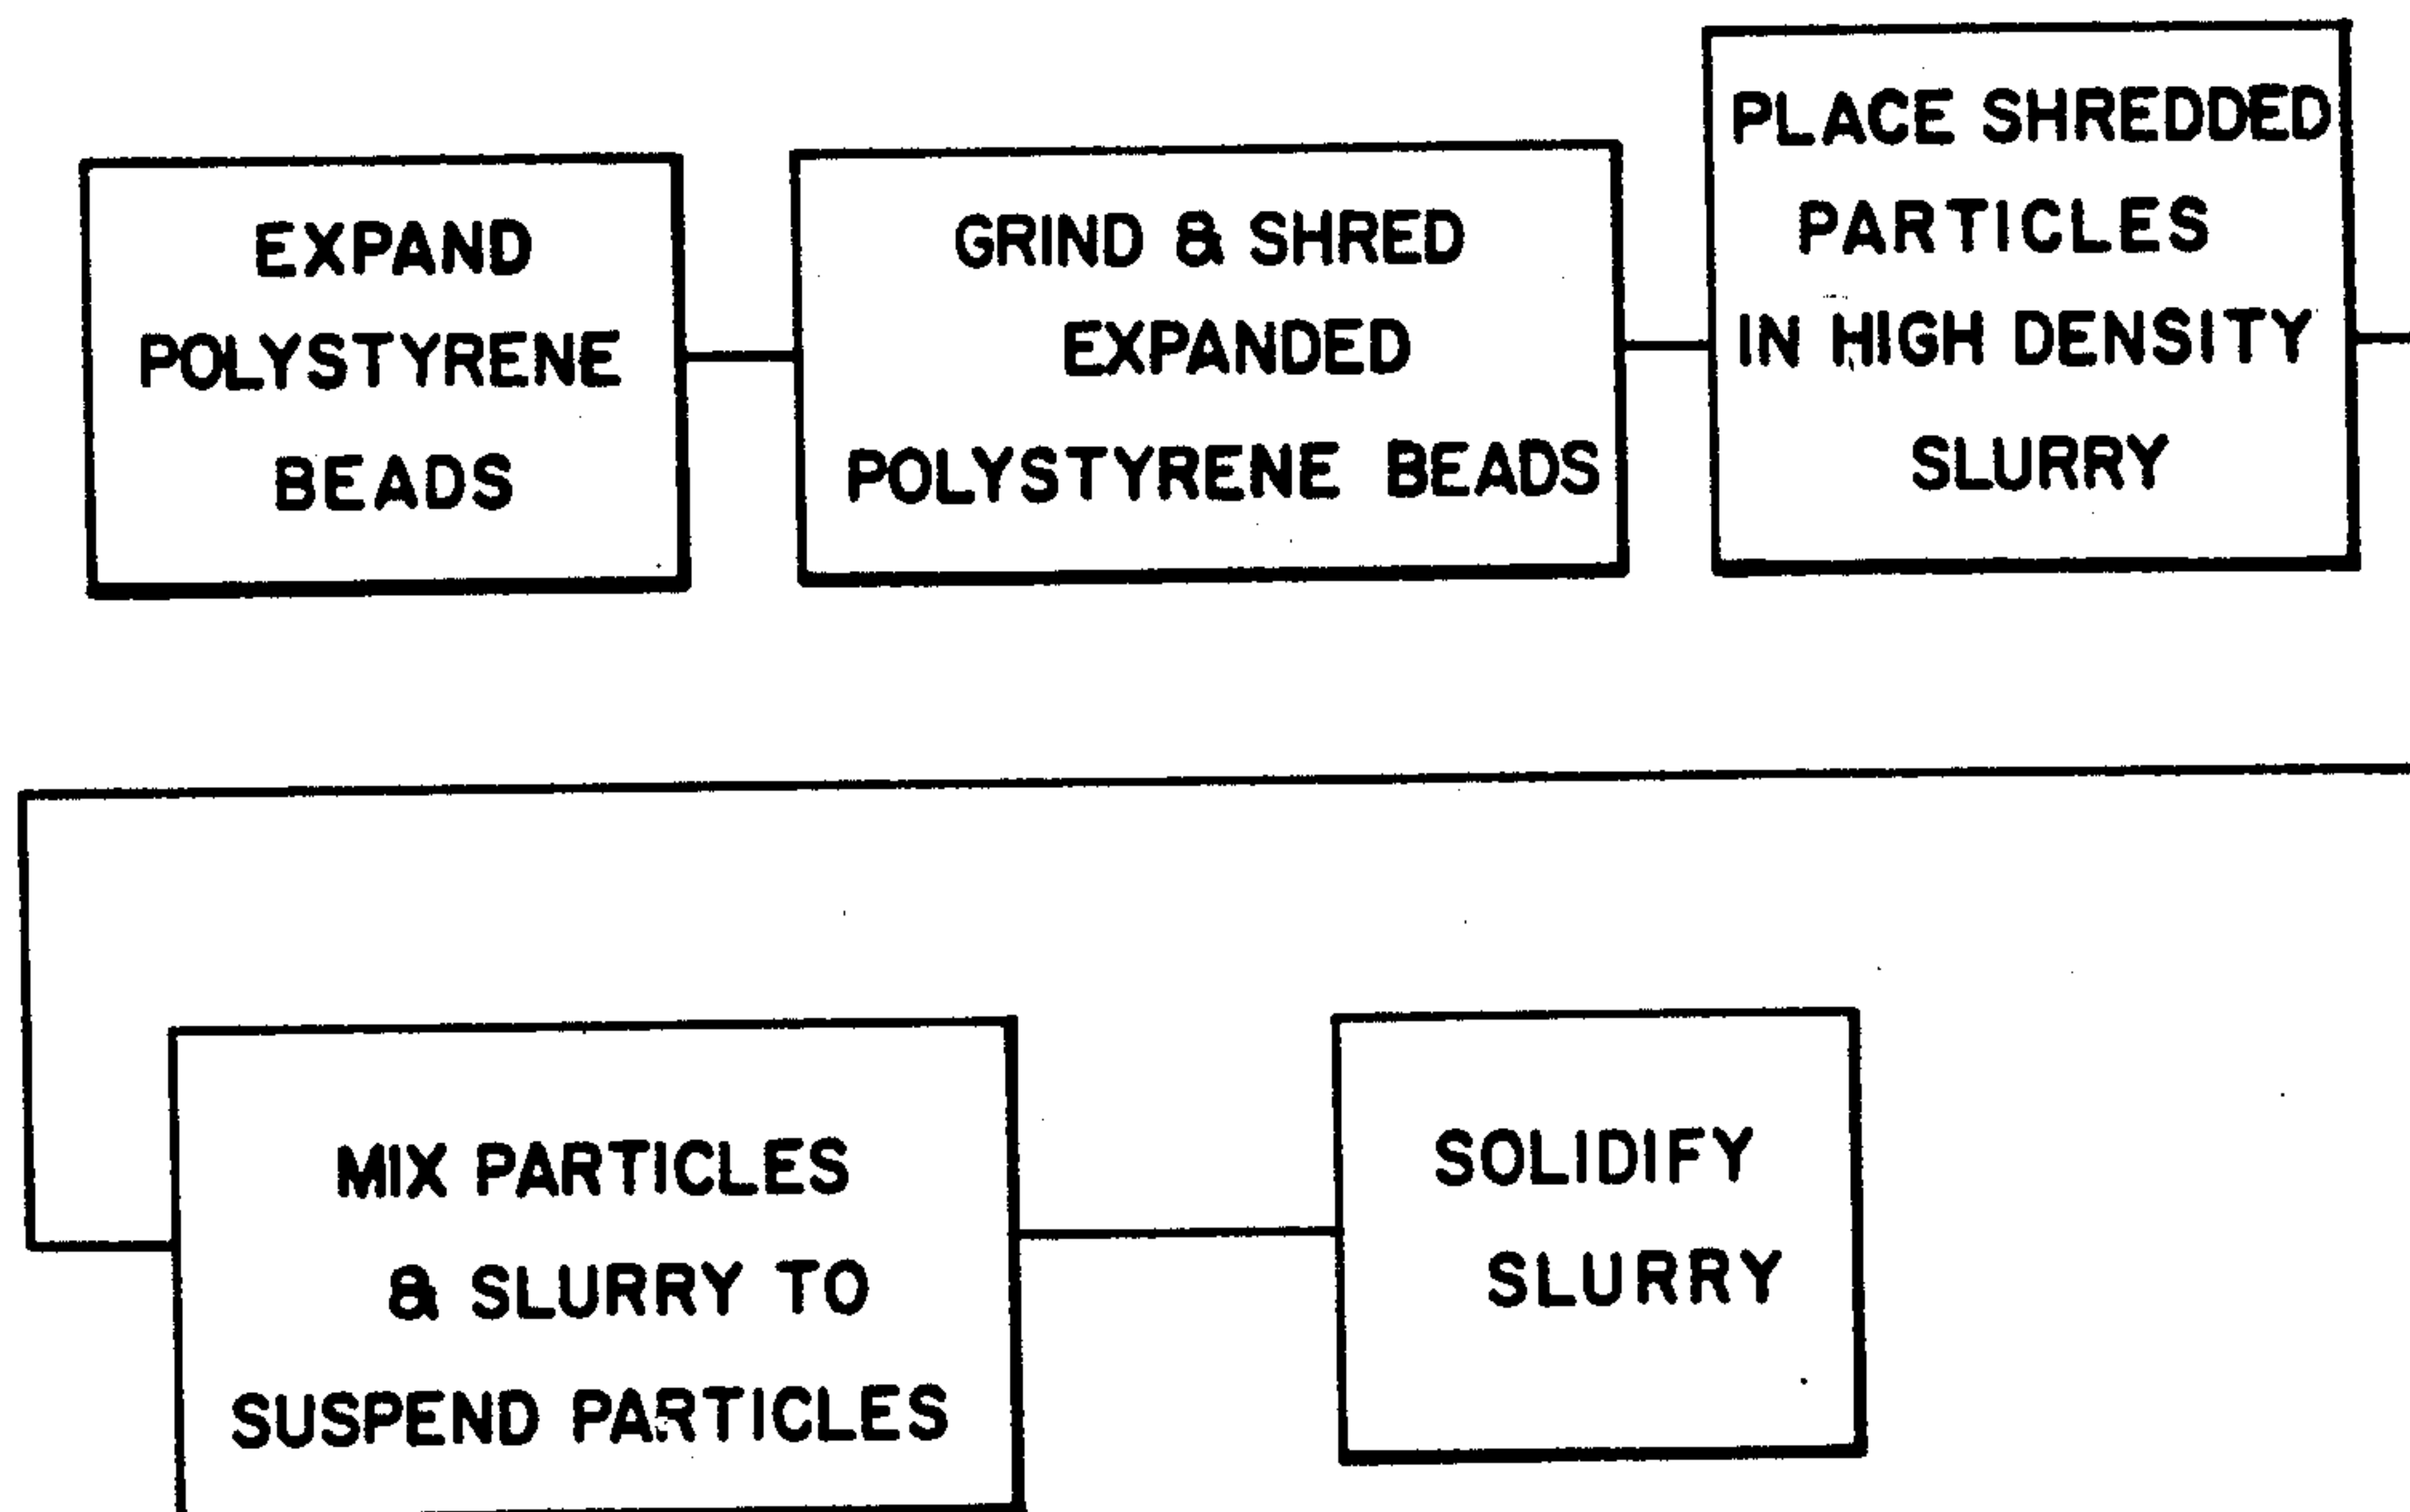 EXPAND
POLYSTYRENE
BEADS
GRIND & SHRED
EXPANDED
POLYSTYRENE BEADS
PLACE SHREDDED
PARTICLES
IN HIGH DENSITY
SLURRY
MIX PARTICLES
& SLURRY TO
SUSPEND PARTICLES
SOLIDIFY
SLURRY